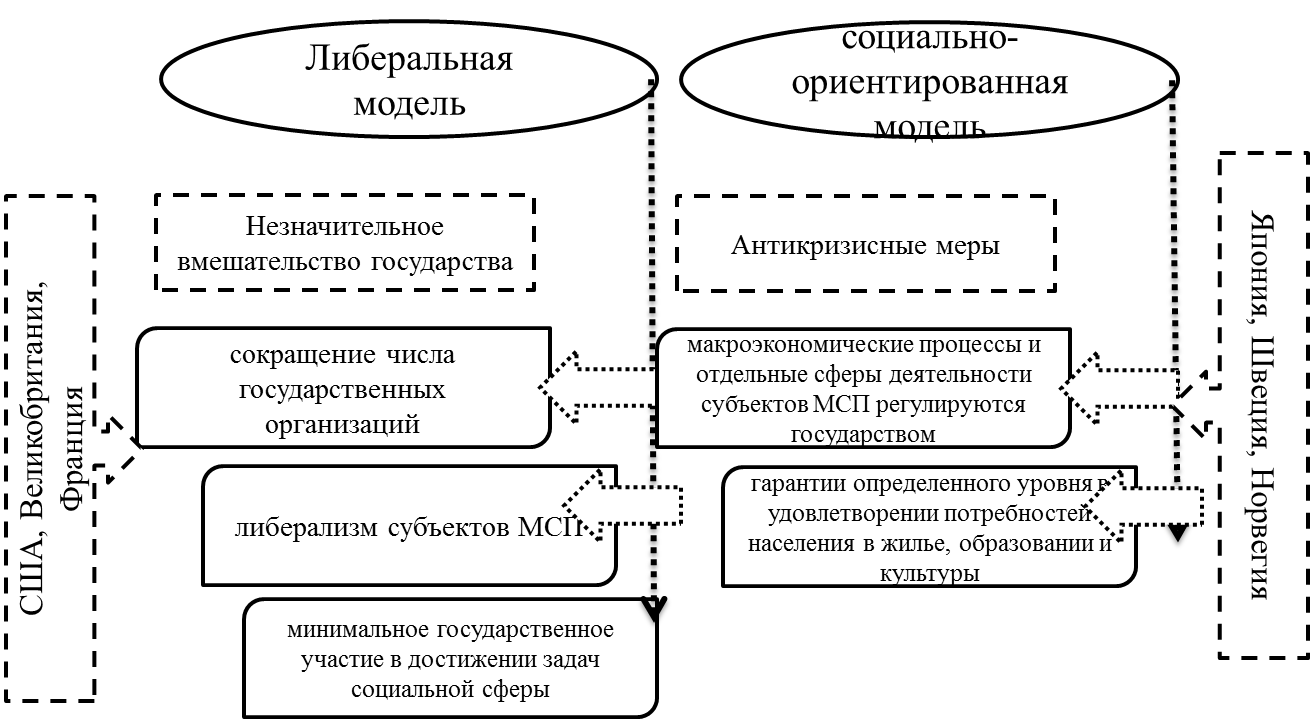 Либеральная
модель
социально-
ориентированная
модель
Незначительное
вмешательство государства
Антикризисные меры
США, Великобритания,
Франция
сокращение числа
государственных
организаций
либерализм субъектов МСП
минимальное государственное
участие в достижении задач
социальной сферы
макроэкономические процессы и
отдельные сферы деятельности
субъектов МСП регулируются
государством
гарантии определенного уровня в
удовлетворении потребностей
населения в жилье, образовании и
культуры
Япония, Швеция, Норвегия